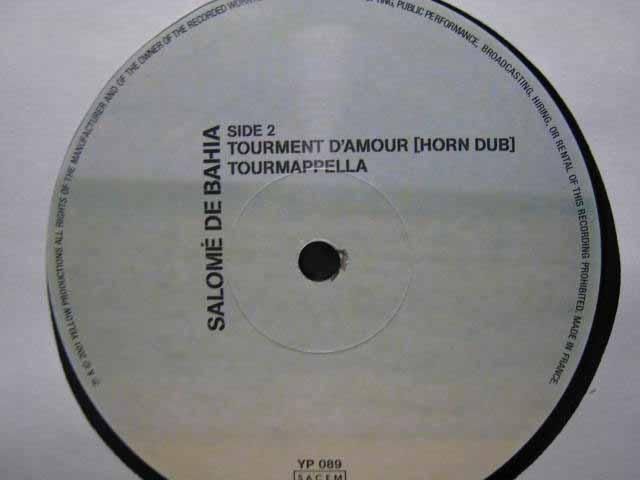 SALOMÉ DE BAHIA
SIDE 2
TOURMENT D'AMOUR [HORN DUB]
TOURMAPPELLA
℗ & © 2001 YELLOW PRODUCTIONS ALL RIGHTS OF THE MANUFACTURER AND OF THE OWNER OF THE RECORDED WORK
ING, PUBLIC PERFORMANCE, BROADCASTING, HIRING, OR RENTAL OF THIS RECORDING PROHIBITED. MADE IN FRANCE.
YP 089
SACEM